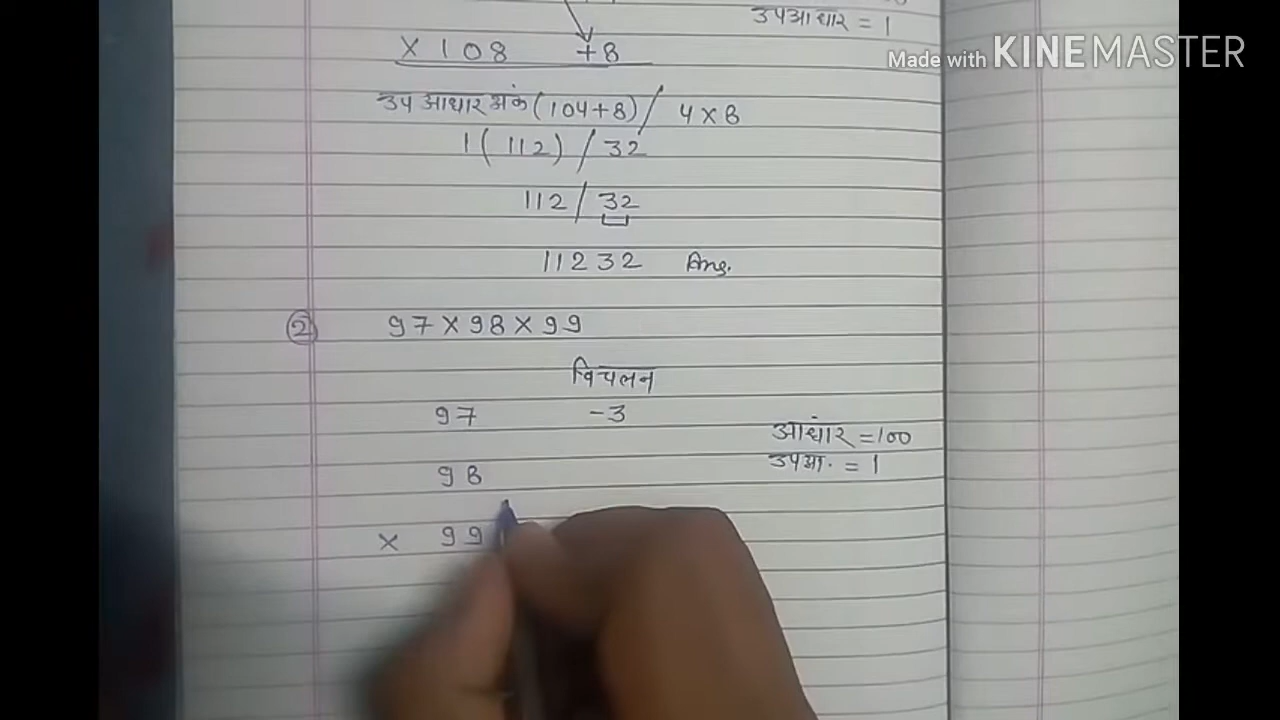 उपआधार = 1
Made with KINEMASTER
× 108 +8
उप आधार अंक (104+8) / 4 × 8
1 ( 112 ) / 32
112 / 32
11232 Ans.
② 97 × 98 × 99
विचलन
97 -3
आधार = 100
उपआ. = 1
98
× 99